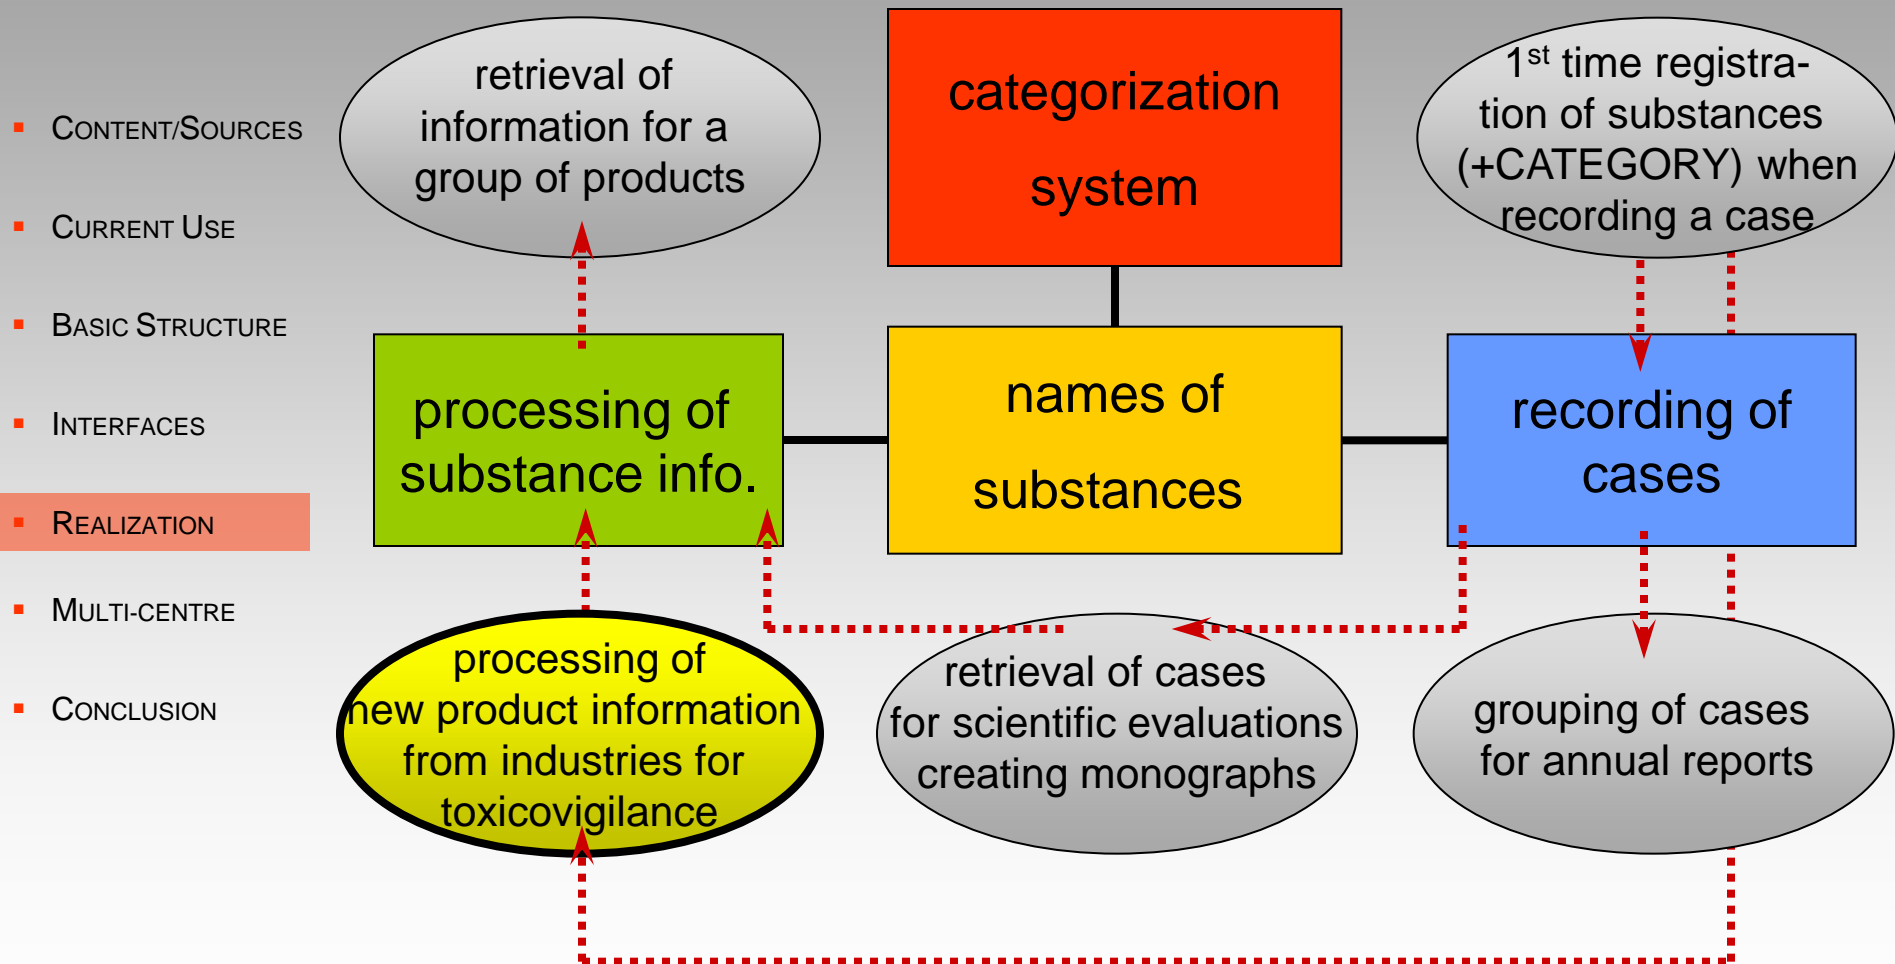 CONTENT/SOURCES
CURRENT USE
BASIC STRUCTURE
INTERFACES
REALIZATION
MULTI-CENTRE
CONCLUSION
retrieval of
information for a
group of products
categorization
system
1st time registra-
tion of substances
(+CATEGORY) when
recording a case
processing of
substance info.
names of
substances
recording of
cases
processing of
new product information
from industries for
toxicovigilance
retrieval of cases
for scientific evaluations
creating monographs
grouping of cases
for annual reports